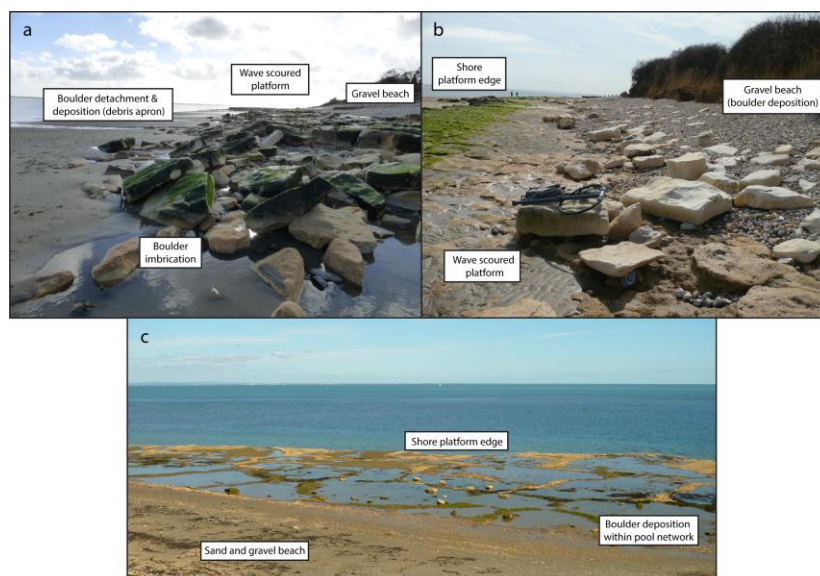 a
Wave scoured
platform
Boulder detachment &
deposition (debris apron)
Gravel beach
Boulder
imbrication
b
Shore
platform edge
Gravel beach
(boulder deposition)
Wave scoured
platform
c
Shore platform edge
Boulder deposition
within pool network
Sand and gravel beach